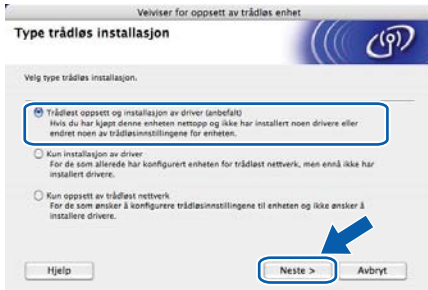 Veiviser for oppsett av trådløs enhet
Type trådløs installasjon
Velg type trådløs installasjon.
Trådløst oppsett og installasjon av driver (anbefalt)
Hvis du har kjøpt denne enheten nettopp og ikke har installert noen drivere eller
endret noen av trådløsinnstillingene for enheten.
Kun installasjon av driver
For de som allerede har konfigurert enheten for trådløst nettverk, men ennå ikke har
installert drivere.
Kun oppsett av trådløst nettverk
For de som ønsker å konfigurere trådløsinnstillingene til enheten og ikke ønsker å
installere drivere.
Hjelp
Neste >
Avbryt